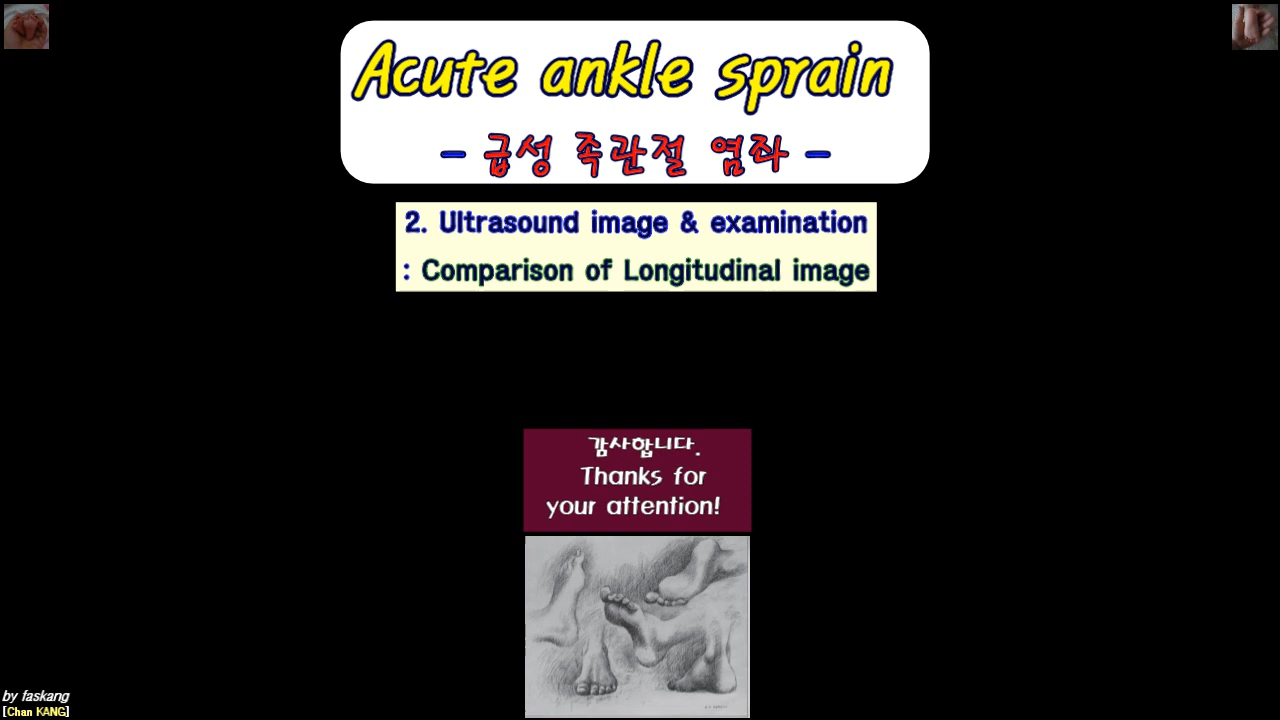 Acute ankle sprain
- 급성 족관절 염좌 -
2. Ultrasound image & examination
: Comparison of Longitudinal image
감사합니다.
Thanks for
your attention!
by faskang
[Chan KANG]